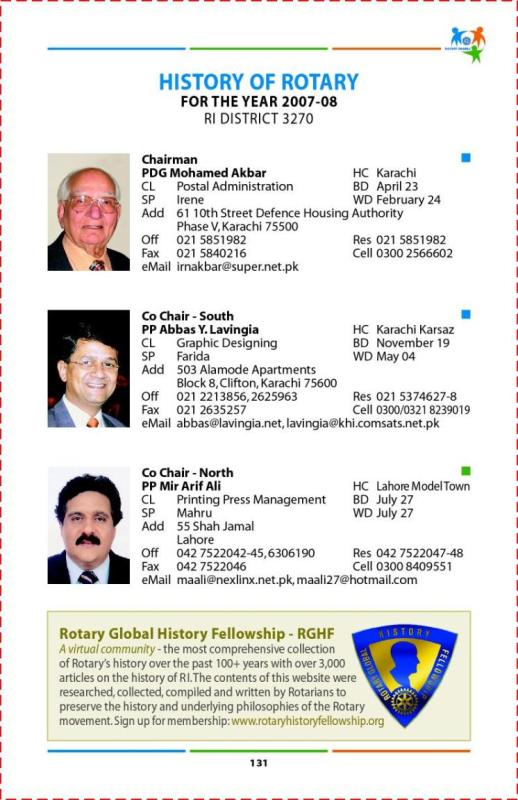 HISTORY OF ROTARY
FOR THE YEAR 2007-08
RI DISTRICT 3270
Chairman
PDG Mohamed Akbar HC Karachi
CL Postal Administration BD April 23
SP Irene WD February 24
Add 61 10th Street Defence Housing Authority
Phase V, Karachi 75500
Off 021 5851982 Res 021 5851982
Fax 021 5840216 Cell 0300 2566602
eMail irnakbar@super.net.pk
Co Chair - South
PP Abbas Y. Lavingia HC Karachi Karsaz
CL Graphic Designing BD November 19
SP Farida WD May 04
Add 503 Alamode Apartments
Block 8, Clifton, Karachi 75600
Off 021 2213856, 2625963 Res 021 5374627-8
Fax 021 2635257 Cell 0300/0321 8239019
eMail abbas@lavingia.net, lavingia@khi.comsats.net.pk
Co Chair - North
PP Mir Arif Ali HC Lahore Model Town
CL Printing Press Management BD July 27
SP Mahru WD July 27
Add 55 Shah Jamal
Lahore
Off 042 7522042-45, 6306190 Res 042 7522047-48
Fax 042 7522046 Cell 0300 8409551
eMail maali@nexlinx.net.pk, maali27@hotmail.com
Rotary Global History Fellowship - RGHF
A virtual community - the most comprehensive collection
of Rotary's history over the past 100+ years with over 3,000
articles on the history of RI. The contents of this website were
researched, collected, compiled and written by Rotarians to
preserve the history and underlying philosophies of the Rotary
movement. Sign up for membership: www.rotaryhistoryfellowship.org
HISTORY
ROTARY GLOBAL
FELLOWSHIP
131